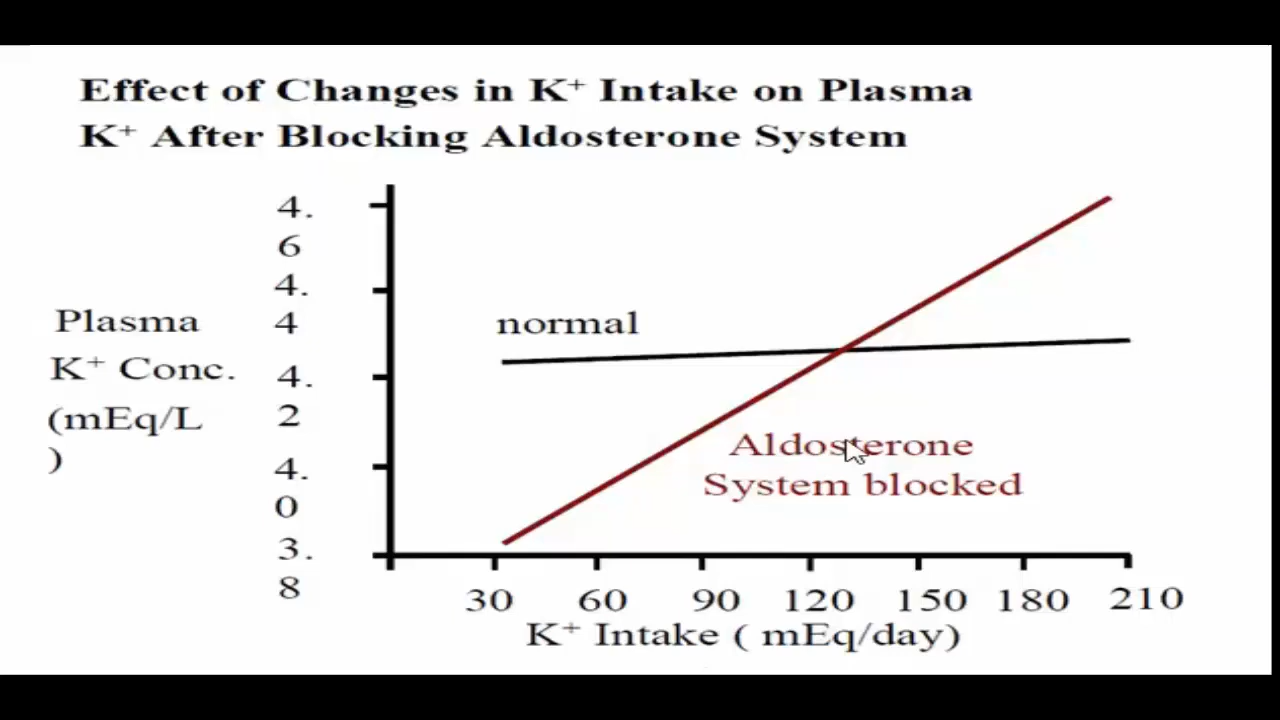 Effect of Changes in K⁺ Intake on Plasma
K⁺ After Blocking Aldosterone System
4.
6
4.
4
4.
2
4.
0
3.
8
Plasma
K⁺ Conc.
(mEq/L
)
normal
Aldosterone
System blocked
30 60 90 120 150 180 210
K⁺ Intake ( mEq/day)